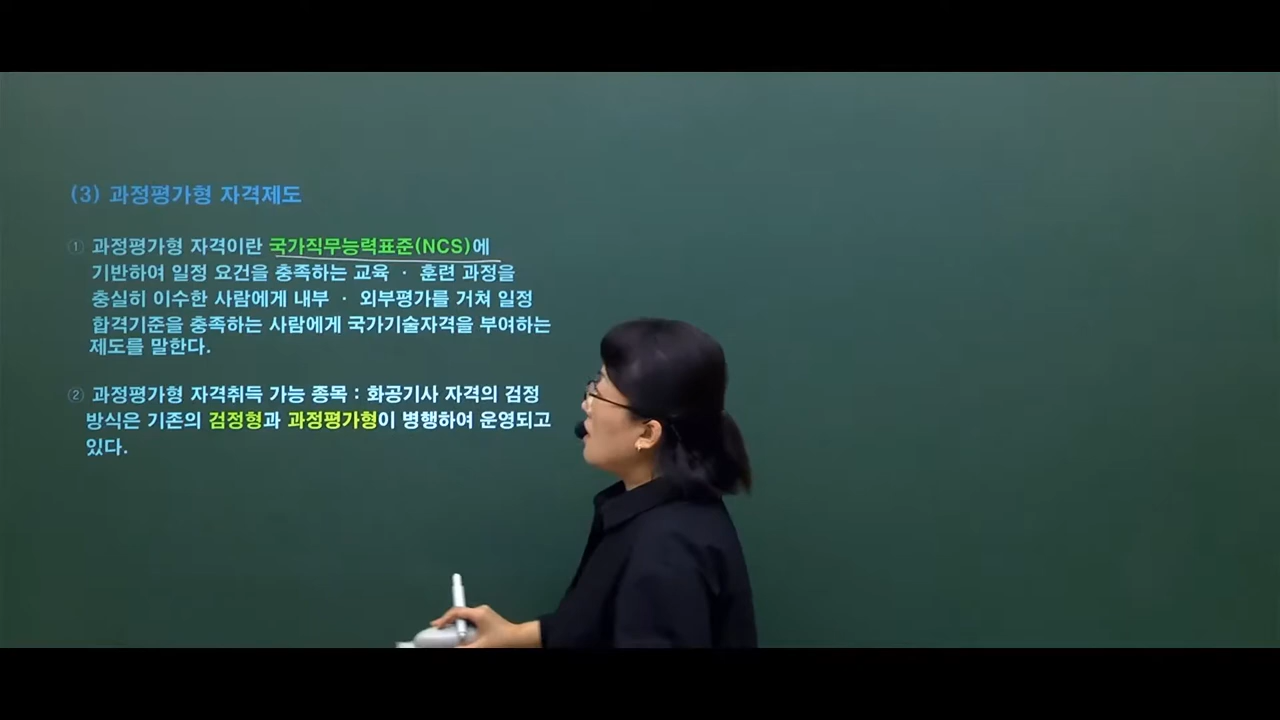 (3) 과정평가형 자격제도
① 과정평가형 자격이란 국가직무능력표준(NCS)에
기반하여 일정 요건을 충족하는 교육 · 훈련 과정을
충실히 이수한 사람에게 내부 · 외부평가를 거쳐 일정
합격기준을 충족하는 사람에게 국가기술자격을 부여하는
제도를 말한다.
② 과정평가형 자격취득 가능 종목 : 화공기사 자격의 검정
방식은 기존의 검정형과 과정평가형이 병행하여 운영되고
있다.